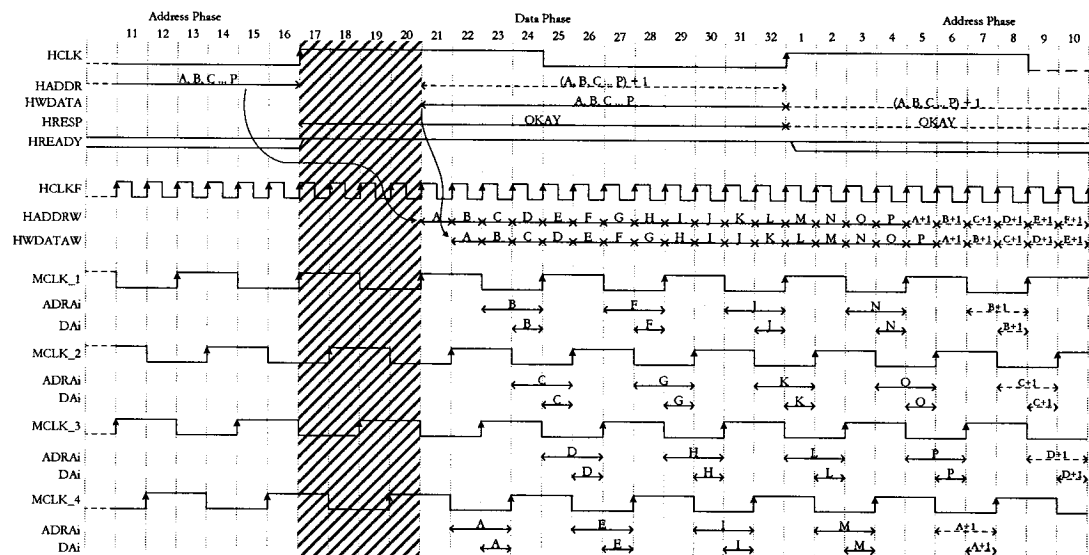 Address Phase Data Phase Address Phase
11 12 13 14 15 16 17 18 19 20 21 22 23 24 25 26 27 28 29 30 31 32 1 2 3 4 5 6 7 8 9 10
HCLK
HADDR A, B, C ... P (A, B, C ... P) + 1
HWDATA A, B, C ... P (A, B, C ... P) + 1
HRESP OKAY OKAY
HREADY
HCLKF
HADDRW A B C D E F G H I J K L M N O P A+1 B+1 C+1 D+1 E+1 F+1
HWDATAW A B C D E F G H I J K L M N O P A+1 B+1 C+1 D+1 E+1
MCLK_1
ADRAi B F J N B+1
DAi B F J N B+1
MCLK_2
ADRAi C G K O C+1
DAi C G K O C+1
MCLK_3
ADRAi D H L P D+1
DAi D H L P D+1
MCLK_4
ADRAi A E I M A+1
DAi A E I M A+1